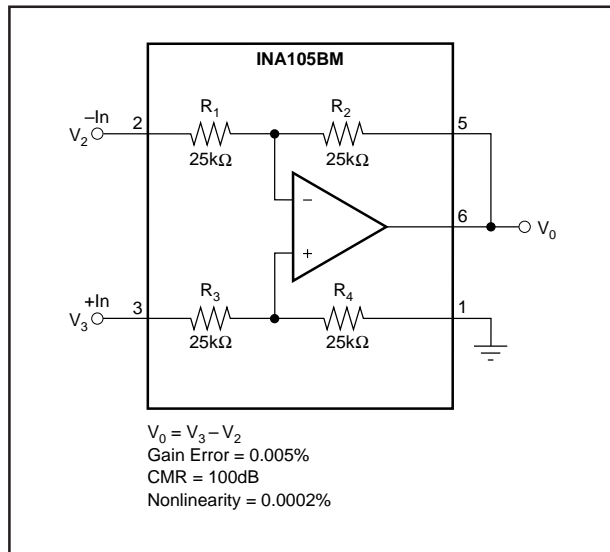 INA105BM
–In
V2
2
R1
25kΩ
R2
25kΩ
5
−
+
6
V0
+In
V3
3
R3
25kΩ
R4
25kΩ
1
V0 = V3 – V2
Gain Error = 0.005%
CMR = 100dB
Nonlinearity = 0.0002%